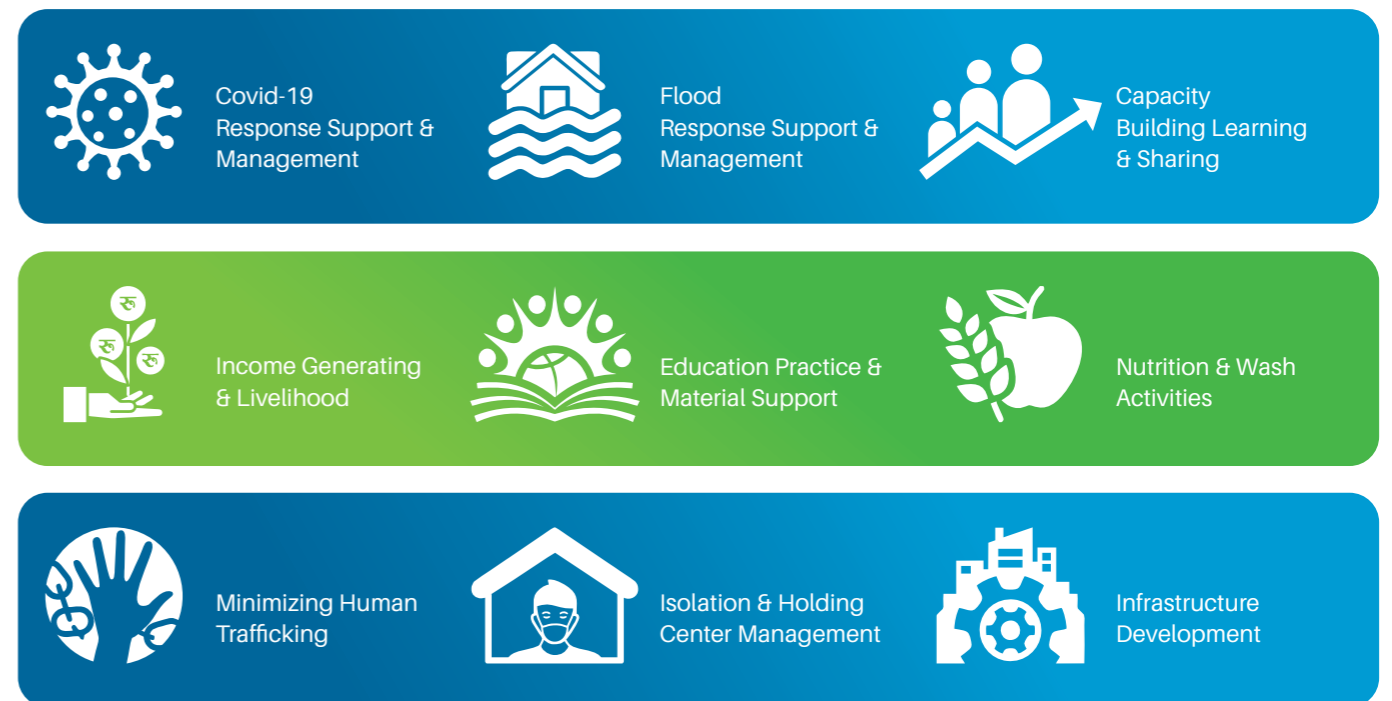 Covid-19
Response Support &
Management
Flood
Response Support &
Management
Capacity
Building Learning
& Sharing
रू
रू
रू
Income Generating
& Livelihood
Education Practice &
Material Support
Nutrition & Wash
Activities
Minimizing Human
Trafficking
Isolation & Holding
Center Management
Infrastructure
Development